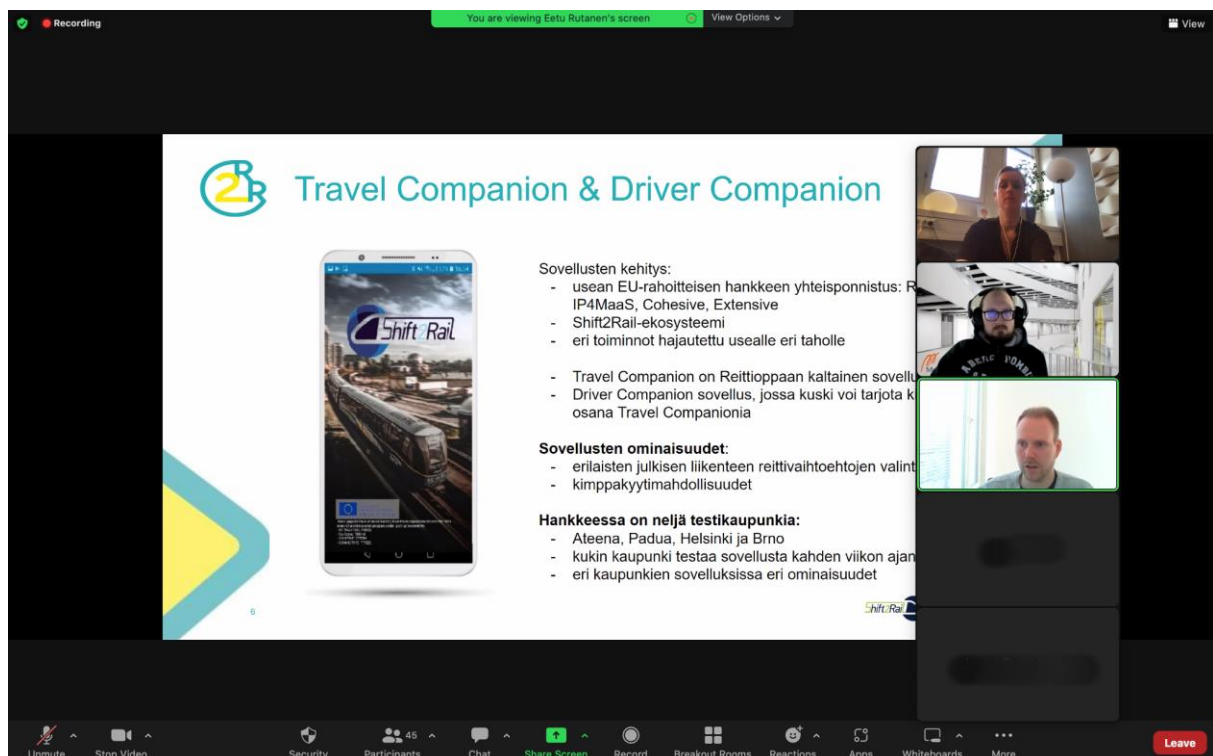 Recording
You are viewing Eetu Rutanen's screen
View Options
View
2R
R
Travel Companion & Driver Companion
Shift2Rail
Sovellusten kehitys:
- usean EU-rahoitteisen hankkeen yhteisponnistus: R
IP4MaaS, Cohesive, Extensive
- Shift2Rail-ekosysteemi
- eri toiminnot hajautettu usealle eri taholle
- Travel Companion on Reittioppaan kaltainen sovellu
- Driver Companion sovellus, jossa kuski voi tarjota k
osana Travel Companionia
Sovellusten ominaisuudet:
- erilaisten julkisen liikenteen reittivaihtoehtojen valint
- kimppakyytimahdollisuudet
Hankkeessa on neljä testikaupunkia:
- Ateena, Padua, Helsinki ja Brno
- kukin kaupunki testaa sovellusta kahden viikon ajan
- eri kaupunkien sovelluksissa eri ominaisuudet
6
Shift2Rai
Unmute
Stop Video
Security
Participants
45
Chat
Share Screen
Record
Breakout Rooms
Reactions
Apps
Whiteboards
More
Leave